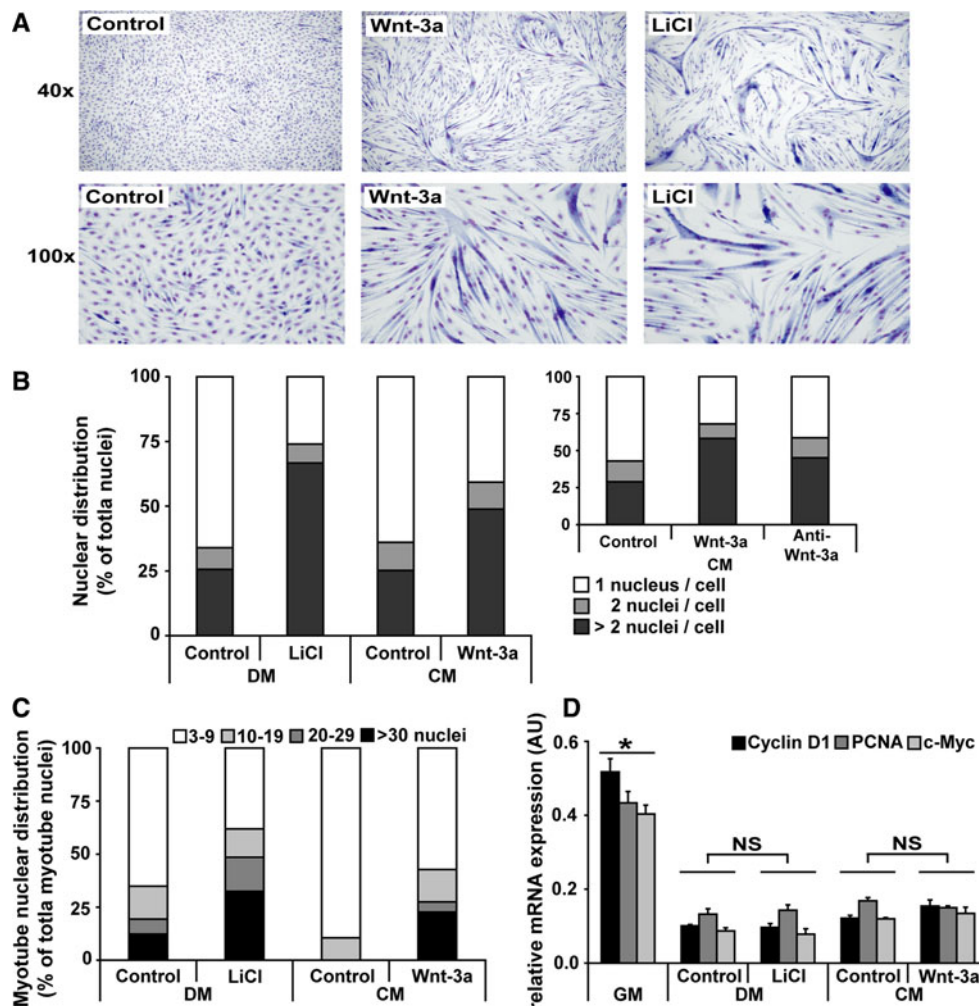 A
Control
Wnt-3a
LiCl
40x
Control
Wnt-3a
LiCl
100x
B
Nuclear distribution
(% of totla nuclei)
100
75
50
25
0
Control
LiCl
Control
Wnt-3a
DM
CM
100
75
50
25
0
Control
Wnt-3a
Anti-
Wnt-3a
CM
1 nucleus / cell
2 nuclei / cell
> 2 nuclei / cell
C
Myotube nuclear distribution
(% of totla myotube nuclei)
3-9 10-19 20-29 >30 nuclei
100
75
50
25
0
Control
LiCl
Control
Wnt-3a
DM
CM
D
relative mRNA expression (AU)
Cyclin D1 PCNA c-Myc
0.6
0.4
0.2
0.0
*
NS
NS
Control
LiCl
Control
Wnt-3a
GM
DM
CM